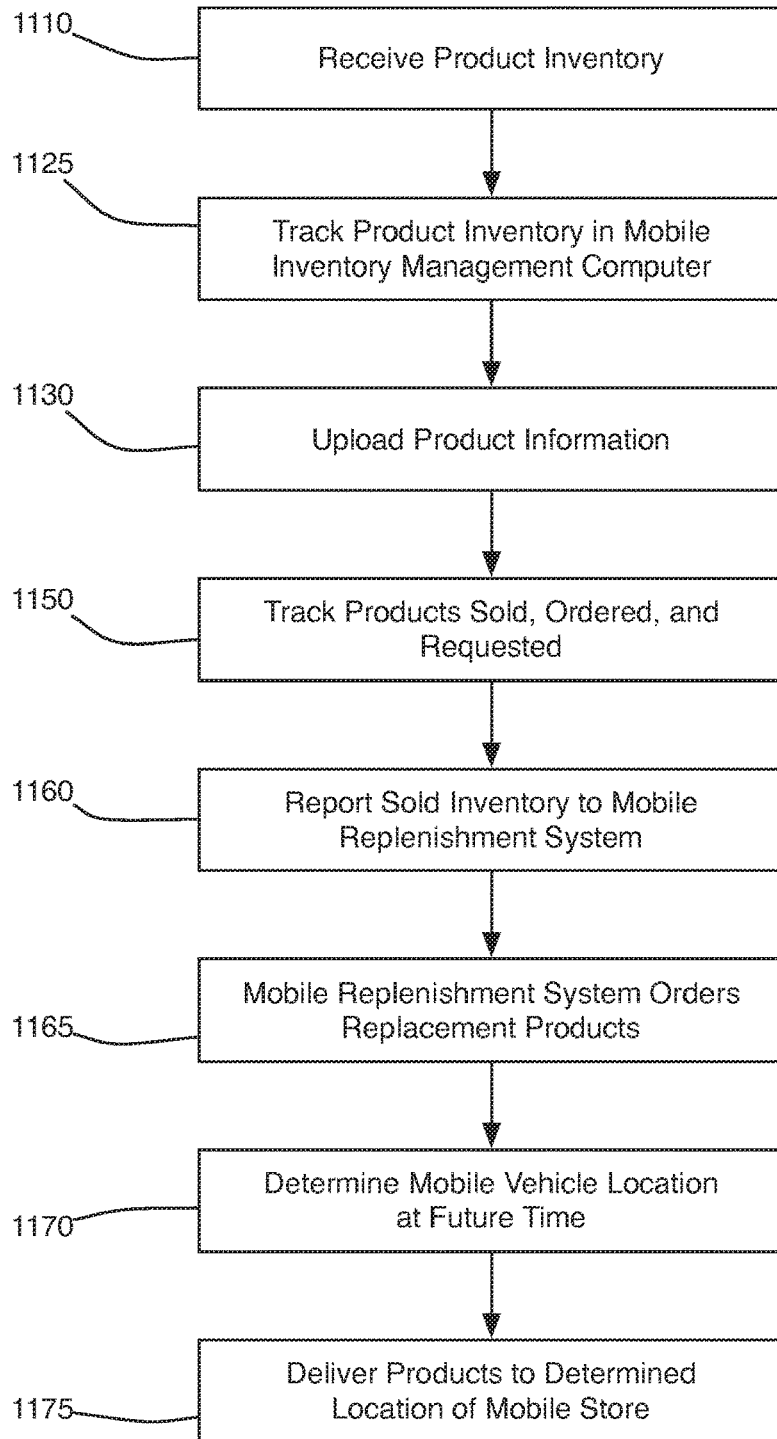 1110
Receive Product Inventory
1125
Track Product Inventory in Mobile
Inventory Management Computer
1130
Upload Product Information
1150
Track Products Sold, Ordered, and
Requested
1160
Report Sold Inventory to Mobile
Replenishment System
1165
Mobile Replenishment System Orders
Replacement Products
1170
Determine Mobile Vehicle Location
at Future Time
1175
Deliver Products to Determined
Location of Mobile Store